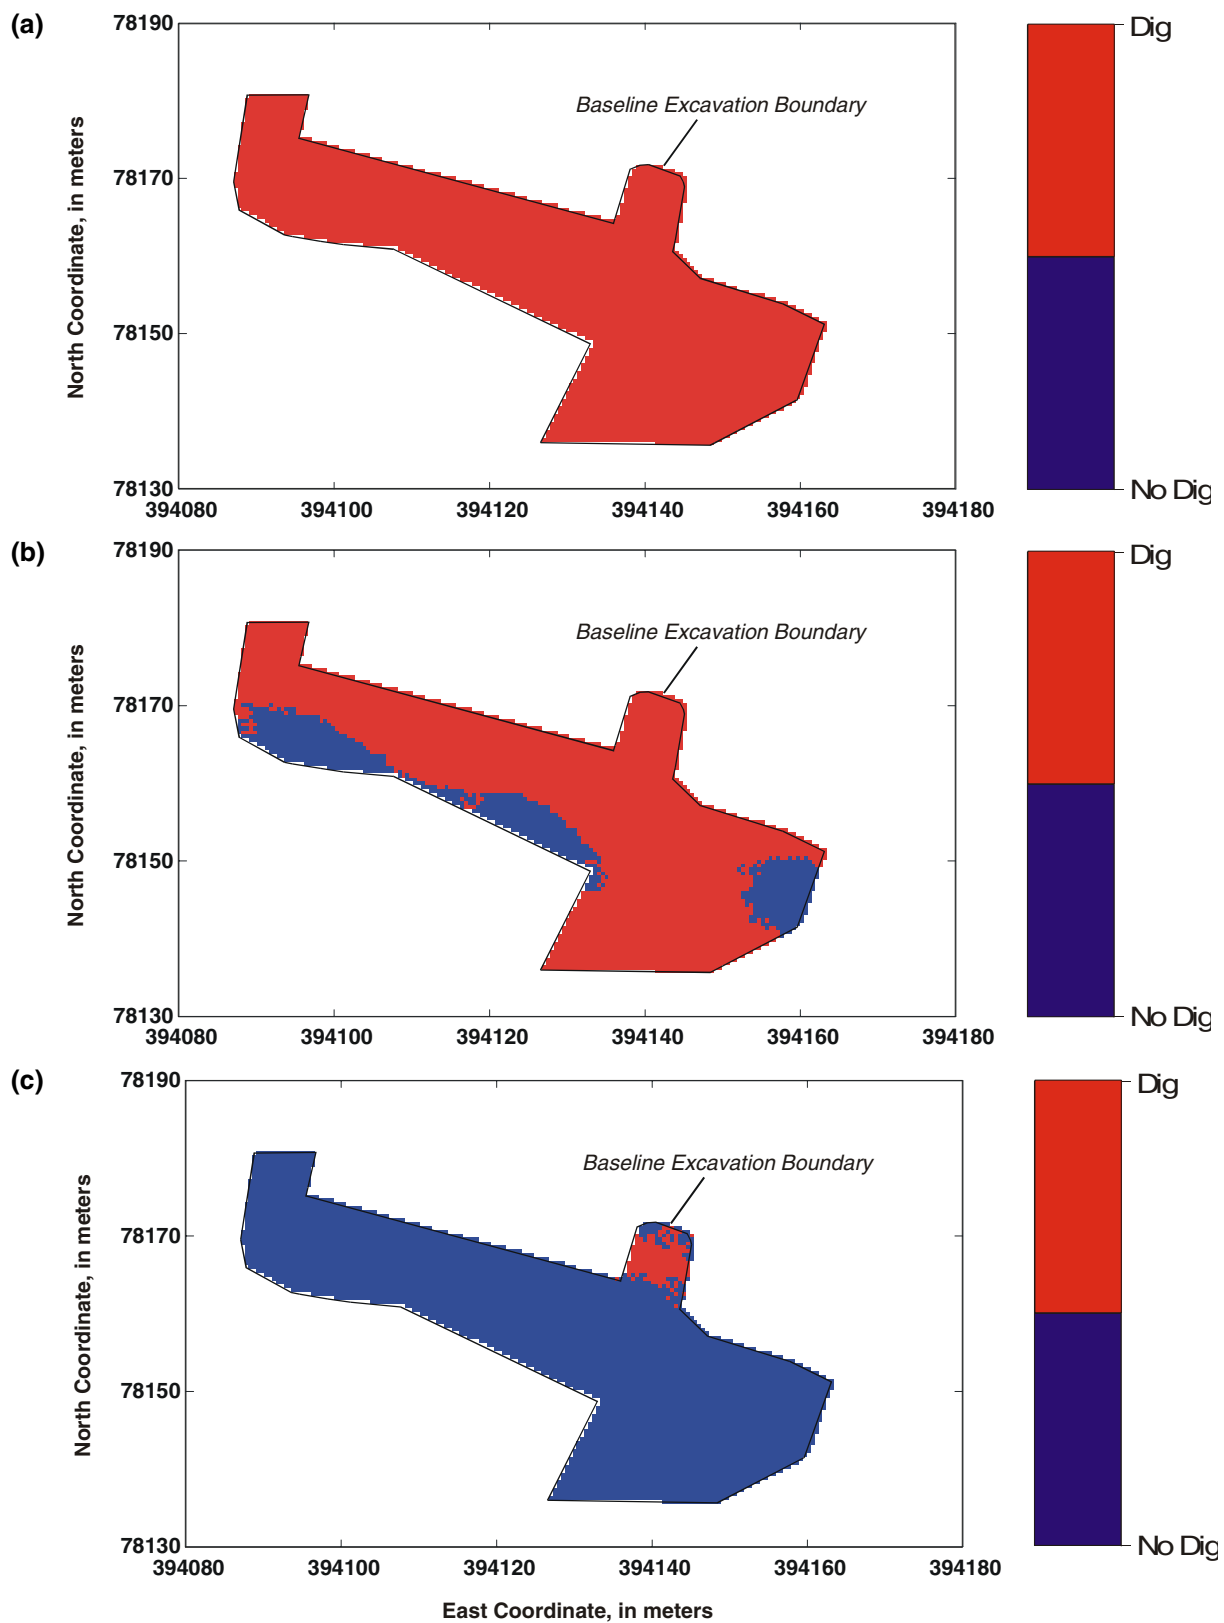 (a)
78190
78170
78150
78130
North Coordinate, in meters
Baseline Excavation Boundary
394080 394100 394120 394140 394160 394180
Dig
No Dig
(b)
78190
78170
78150
78130
North Coordinate, in meters
Baseline Excavation Boundary
394080 394100 394120 394140 394160 394180
Dig
No Dig
(c)
78190
78170
78150
78130
North Coordinate, in meters
Baseline Excavation Boundary
394080 394100 394120 394140 394160 394180
Dig
No Dig
East Coordinate, in meters